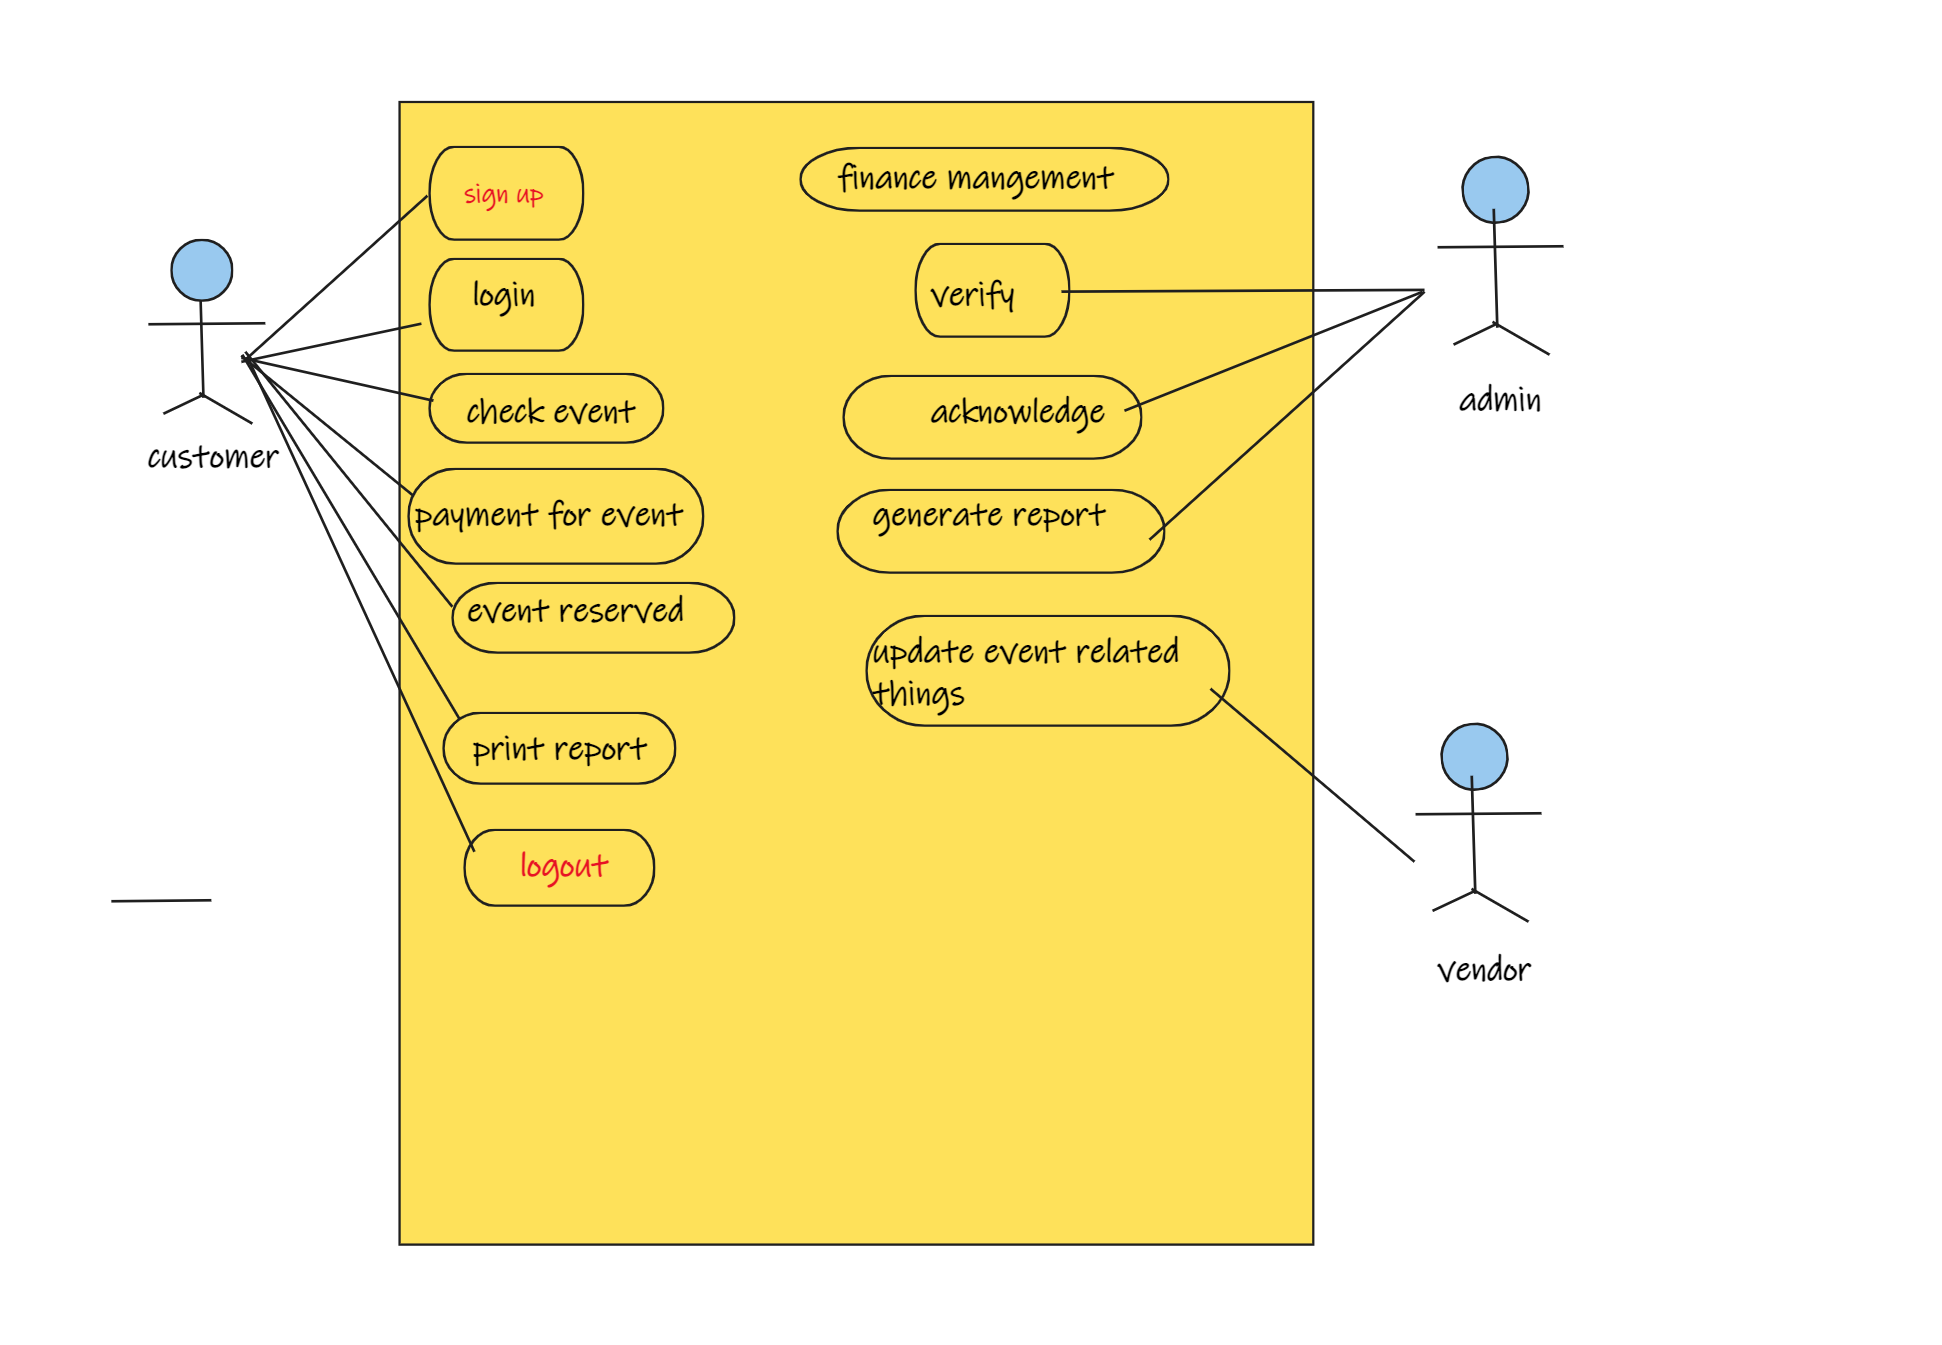 sign up
login
check event
payment for event
event reserved
print report
logout
finance mangement
verify
acknowledge
generate report
update event related
things
customer
admin
vendor